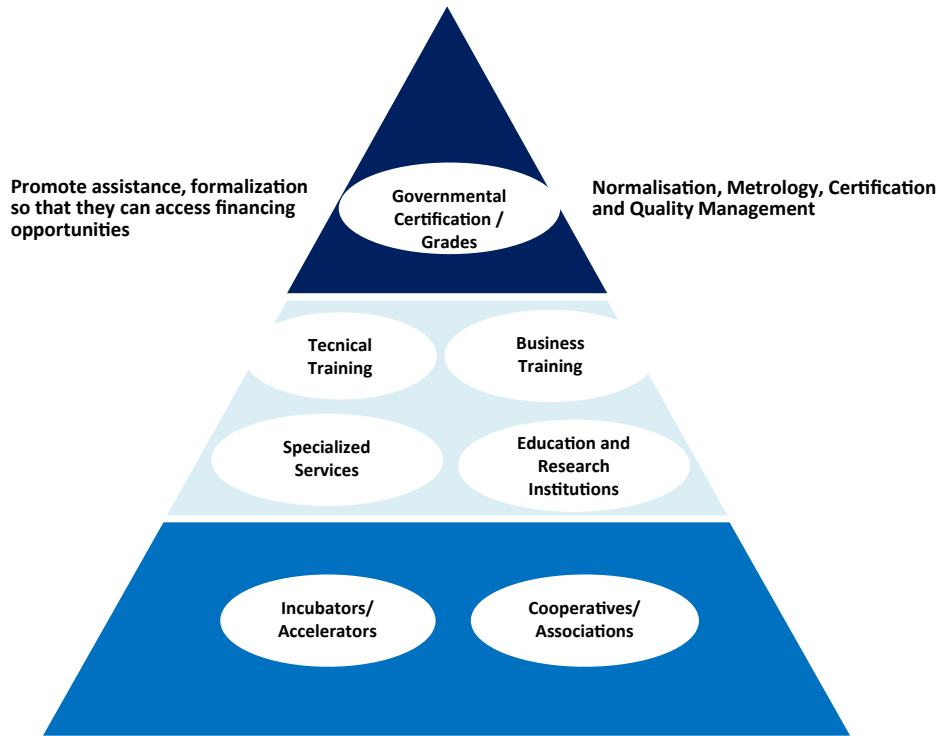 Promote assistance, formalization
so that they can access financing
opportunities
Governmental
Certification /
Grades
Normalisation, Metrology, Certification
and Quality Management
Tecnical
Training
Business
Training
Specialized
Services
Education and
Research
Institutions
Incubators/
Accelerators
Cooperatives/
Associations